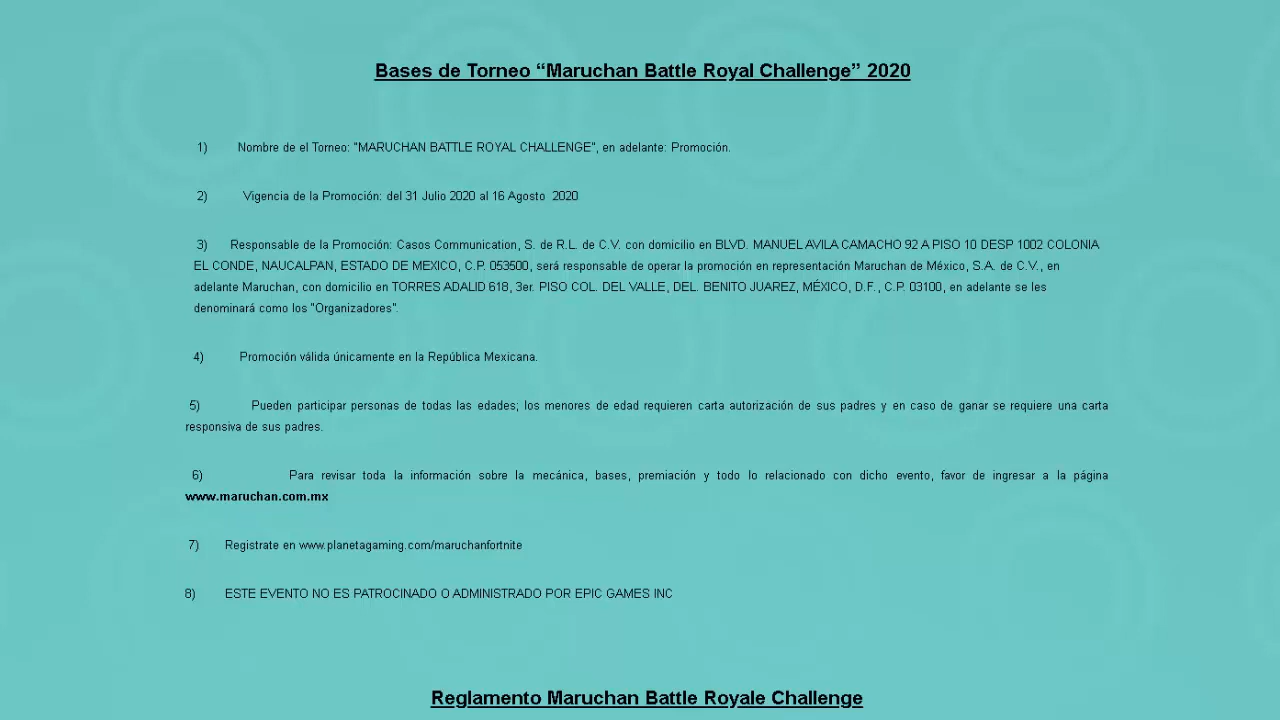 Bases de Torneo “Maruchan Battle Royal Challenge” 2020
1) Nombre de el Torneo: "MARUCHAN BATTLE ROYAL CHALLENGE", en adelante: Promoción.
2) Vigencia de la Promoción: del 31 Julio 2020 al 16 Agosto 2020
3) Responsable de la Promoción: Casos Communication, S. de R.L. de C.V. con domicilio en BLVD. MANUEL AVILA CAMACHO 92 A PISO 10 DESP 1002 COLONIA
EL CONDE, NAUCALPAN, ESTADO DE MEXICO, C.P. 053500, será responsable de operar la promoción en representación Maruchan de México, S.A. de C.V., en
adelante Maruchan, con domicilio en TORRES ADALID 618, 3er. PISO COL. DEL VALLE, DEL. BENITO JUAREZ, MÉXICO, D.F., C.P. 03100, en adelante se les
denominará como los "Organizadores".
4) Promoción válida únicamente en la República Mexicana.
5) Pueden participar personas de todas las edades; los menores de edad requieren carta autorización de sus padres y en caso de ganar se requiere una carta
responsiva de sus padres.
6) Para revisar toda la información sobre la mecánica, bases, premiación y todo lo relacionado con dicho evento, favor de ingresar a la página
www.maruchan.com.mx
7) Registrate en www.planetagaming.com/maruchanfortnite
8) ESTE EVENTO NO ES PATROCINADO O ADMINISTRADO POR EPIC GAMES INC
Reglamento Maruchan Battle Royale Challenge